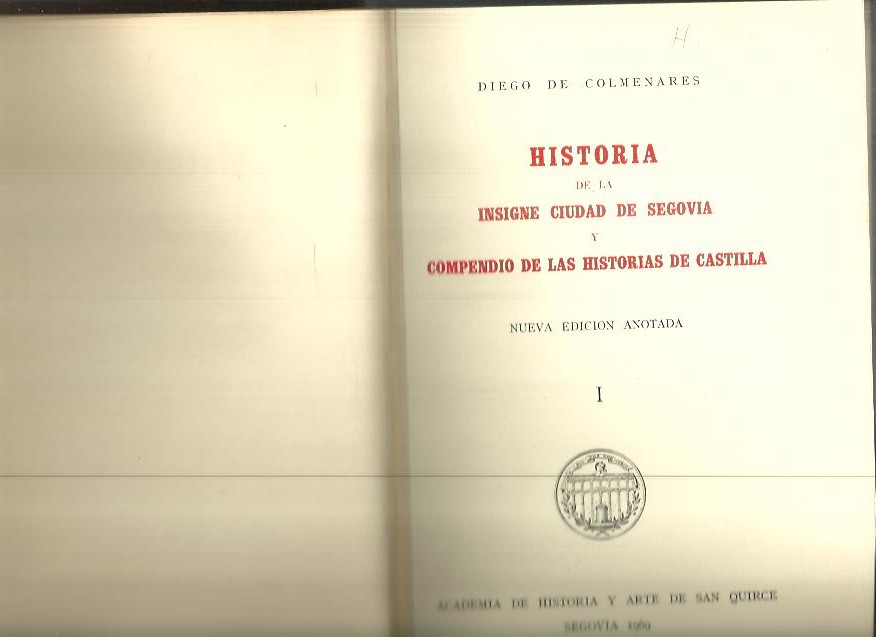 H
DIEGO DE COLMENARES
HISTORIA
DE LA
INSIGNE CIUDAD DE SEGOVIA
Y
COMPENDIO DE LAS HISTORIAS DE CASTILLA
NUEVA EDICION ANOTADA
I
ACADEMIA DE HISTORIA Y ARTE DE SAN QUIRCE
SEGOVIA 1969